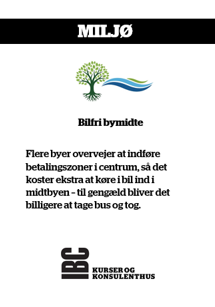 MILJØ
Bilfri bymidte
Flere byer overvejer at indføre
betalingszoner i centrum, så det
koster ekstra at køre i bil ind i
midtbyen – til gengæld bliver det
billigere at tage bus og tog.
IBC
KURSER OG
KONSULENTHUS